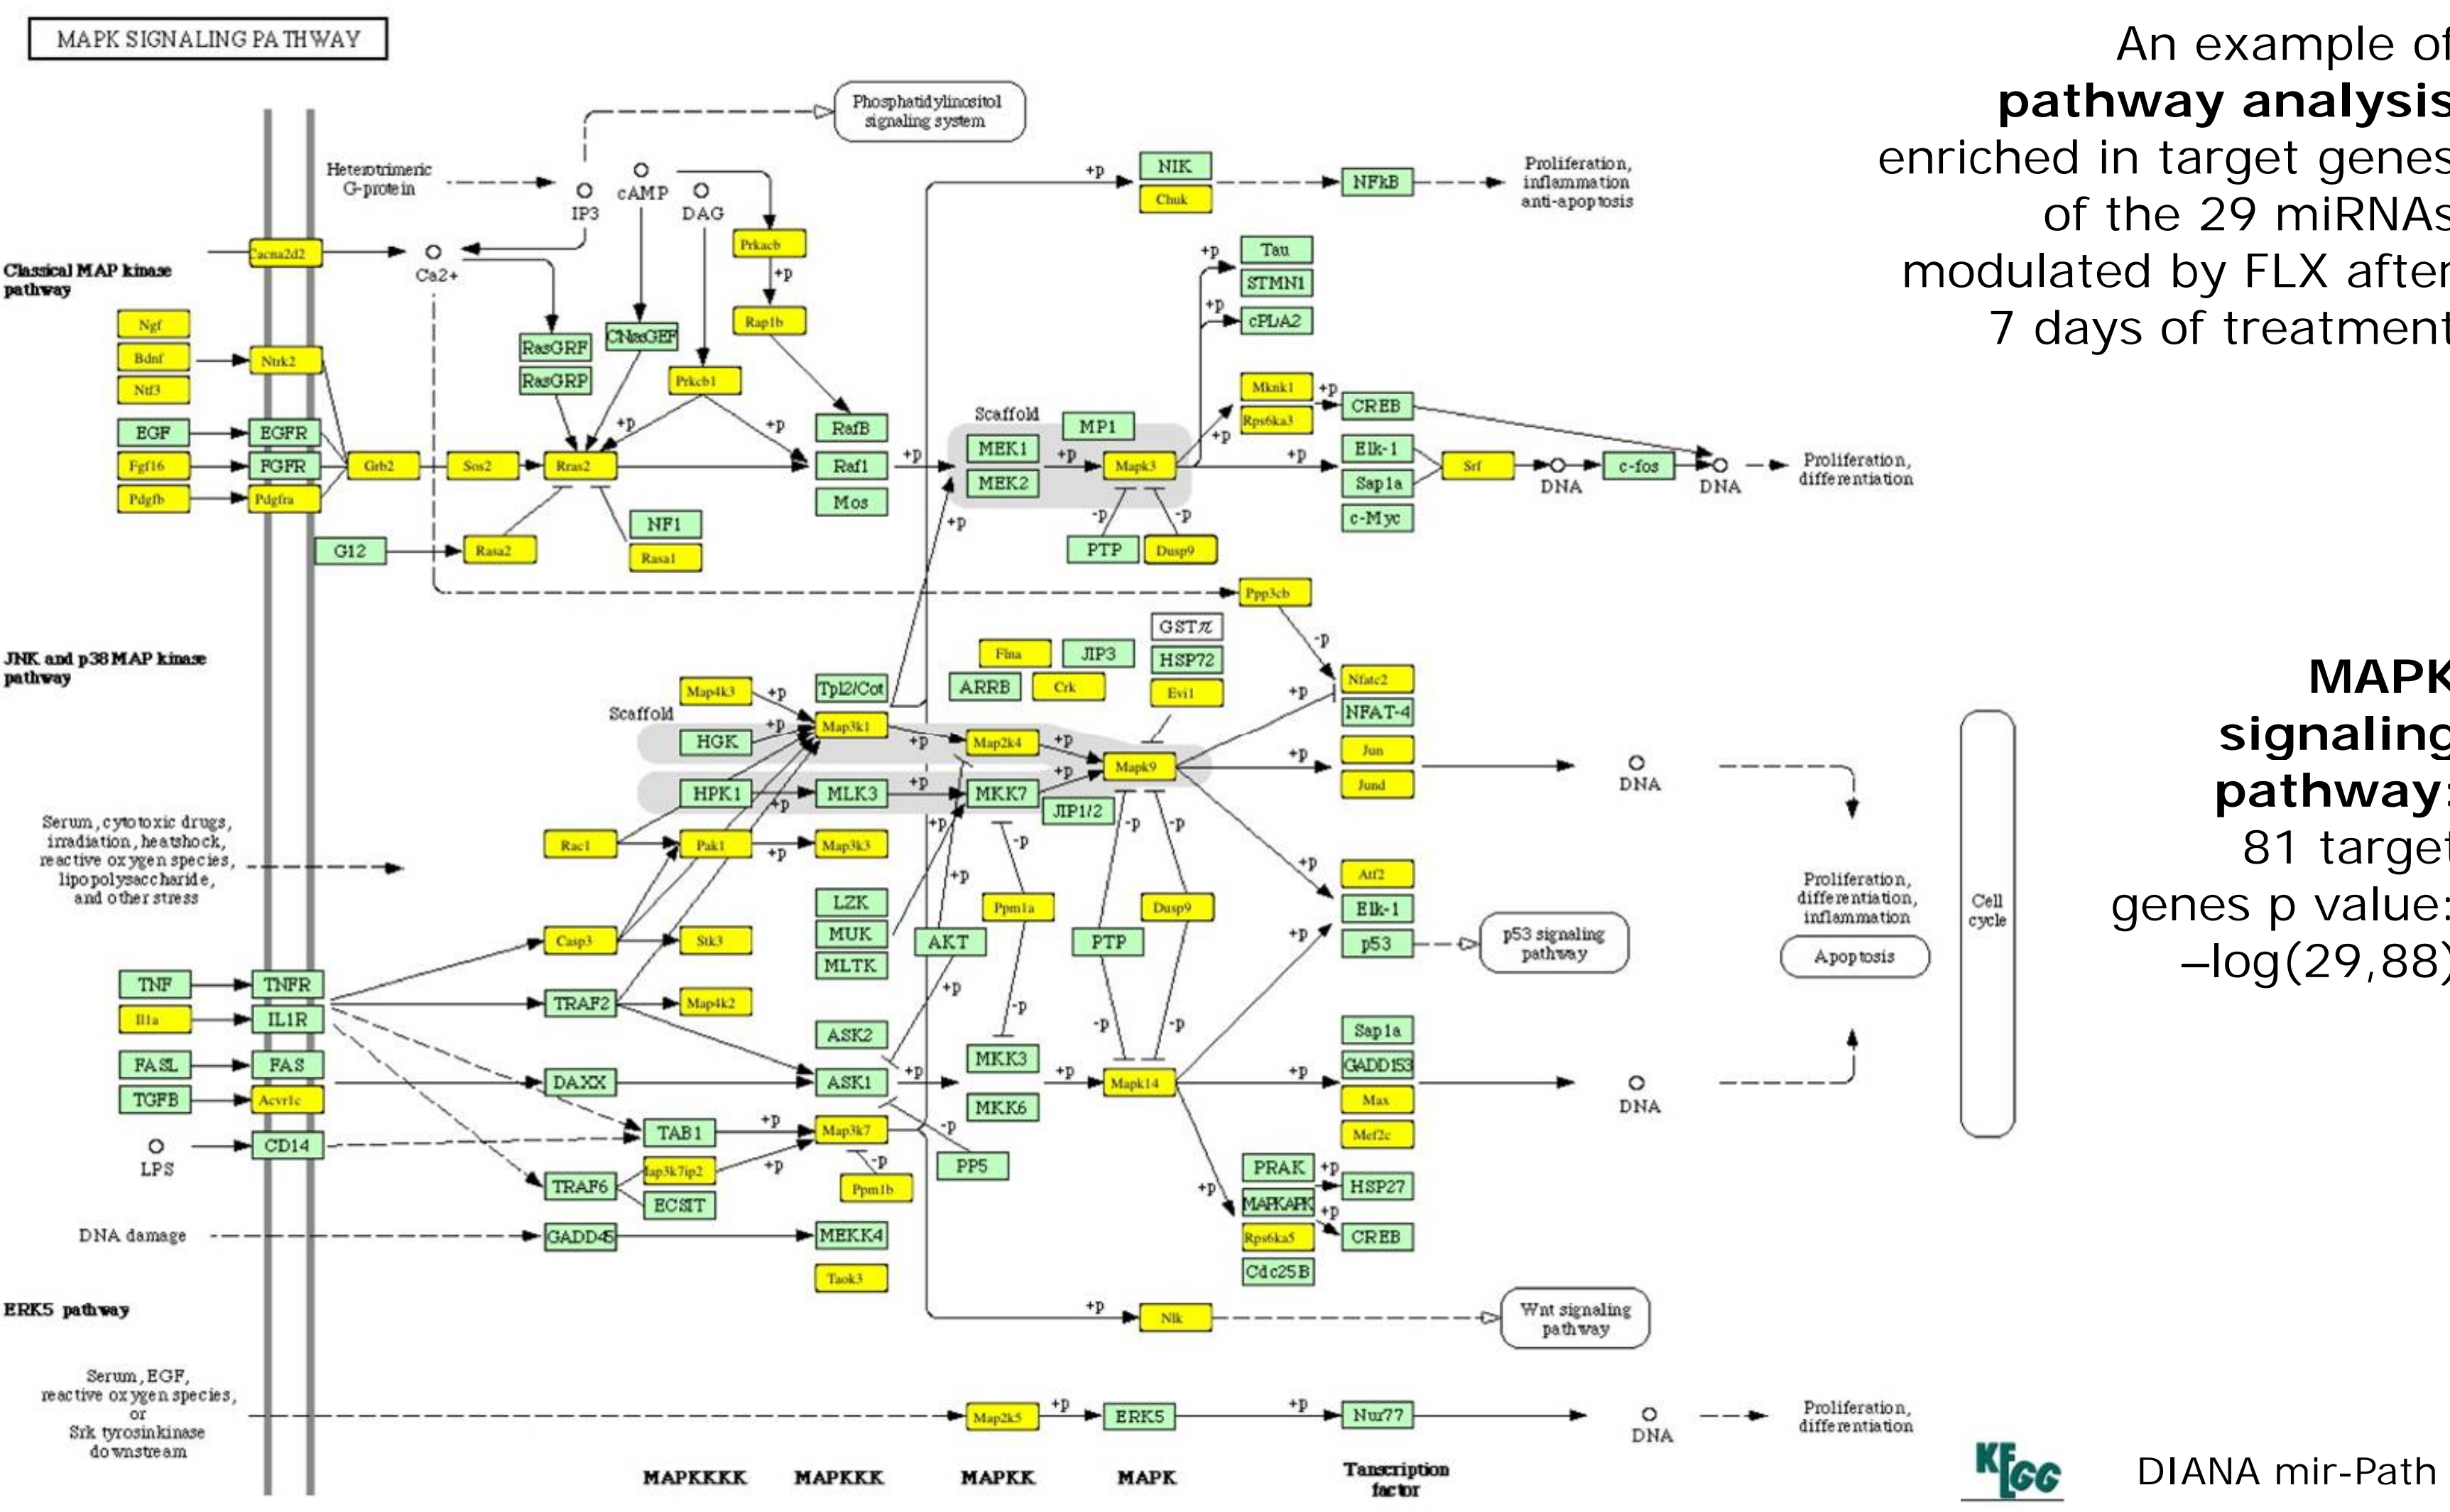 MAPK SIGNALING PATHWAY
An example of
pathway analysis
enriched in target genes
of the 29 miRNAs
modulated by FLX after
7 days of treatment
Phosphatidylinositol
signaling system
Heterotrimeric
G-protein
IP3
cAMP
DAG
Cacna2d2
Ca2+
Prkacb
+p
Rap1b
+p
NIK
Chuk
NFkB
Proliferation,
inflammation
anti-apoptosis
Classical MAP kinase
pathway
Ngf
Bdnf
Ntf3
Ntrk2
EGF
EGFR
Fgf16
FGFR
Pdgfb
Pdgfra
Grb2
Sos2
Rras2
RasGRF
RasGRP
CNrasGEF
Prkcb1
+p
+p
G12
Rasa2
NF1
Rasa1
RafB
Raf1
Mos
+p
+p
Scaffold
MEK1
MEK2
MP1
+p
Mapk3
-p
-p
PTP
Dusp9
+p
+p
Tau
STMN1
cPLA2
+p
Mknk1
Rps6ka3
+p
CREB
+p
Elk-1
Sap1a
c-Myc
Srf
DNA
c-fos
DNA
Proliferation,
differentiation
Ppp3cb
-p
JNK and p38 MAP kinase
pathway
Scaffold
Map4k3
+p
HGK
+p
HPK1
Tpl2/Cot
Map3k1
+p
MLK3
+p
Flna
JIP3
ARRB
Crk
GSTπ
HSP72
Evi1
Map2k4
+p
MKK7
+p
JIP1/2
Mapk9
+p
Nfatc2
NFAT-4
+p
Jun
Jund
DNA
MAPK
signaling
pathway:
81 target
genes p value:
–log(29,88)
Serum, cytotoxic drugs,
irradiation, heatshock,
reactive oxygen species,
lipopolysaccharide,
and other stress
Rac1
Pak1
+p
+p
Map3k3
Casp3
Stk3
LZK
MUK
MLTK
+p
+p
AKT
+p
-p
Ppm1a
-p
-p
-p
PTP
Dusp9
-p
-p
+p
Atf2
Elk-1
p53
+p
p53 signaling
pathway
Proliferation,
differentiation,
inflammation
Apoptosis
Cell
cycle
TNF
TNFR
Il1a
IL1R
FASL
FAS
TGFB
Acvr1c
LPS
CD14
TRAF2
Map4k2
DAXX
ASK2
ASK1
+p
MKK3
MKK6
+p
Mapk14
+p
Sap1a
GADD153
Max
Mef2c
DNA
TAB1
+p
Map3k7
Map3k7ip2
+p
TRAF6
ECSIT
-p
Ppm1b
-p
PP5
+p
PRAK
+p
MAPKAPK
+p
Rps6ka5
Cdc25B
HSP27
CREB
DNA damage
GADD45
MEKK4
Taok3
+p
Nlk
Wnt signaling
pathway
ERK5 pathway
Serum, EGF,
reactive oxygen species,
or
Srk tyrosinkinase
downstream
Map2k5
+p
ERK5
+p
Nur77
DNA
Proliferation,
differentiation
MAPKKKK
MAPKKK
MAPKK
MAPK
Tanscription
factor
KEGG
DIANA mir-Path